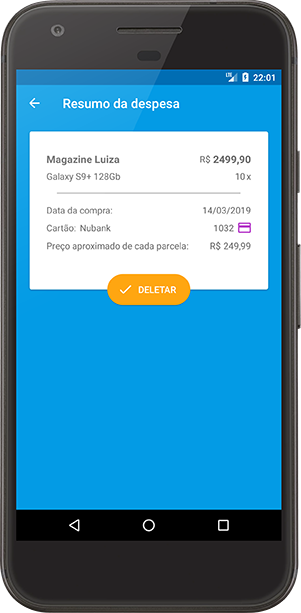 LTE 22:01
Resumo da despesa
Magazine Luiza R$ 2499,90
Galaxy S9+ 128Gb 10 x
Data da compra: 14/03/2019
Cartão: Nubank 1032
Preço aproximado de cada parcela: R$ 249,99
DELETAR